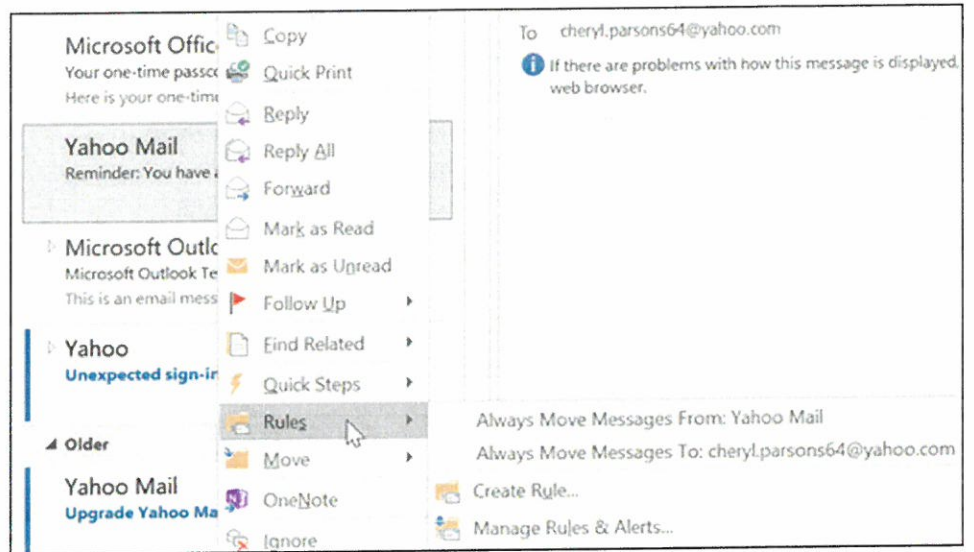 Microsoft Offic
Your one-time passco
Here is your one-time
Yahoo Mail
Reminder: You have a
Microsoft Outlo
Microsoft Outlook Te
This is an email mess
Yahoo
Unexpected sign-in
Older
Yahoo Mail
Upgrade Yahoo Ma
Copy
Quick Print
Reply
Reply All
Forward
Mark as Read
Mark as Unread
Follow Up
Find Related
Quick Steps
Rules
Move
OneNote
Ignore
To cheryl.parsons64@yahoo.com
If there are problems with how this message is displayed,
web browser.
Always Move Messages From: Yahoo Mail
Always Move Messages To: cheryl.parsons64@yahoo.com
Create Rule...
Manage Rules & Alerts...